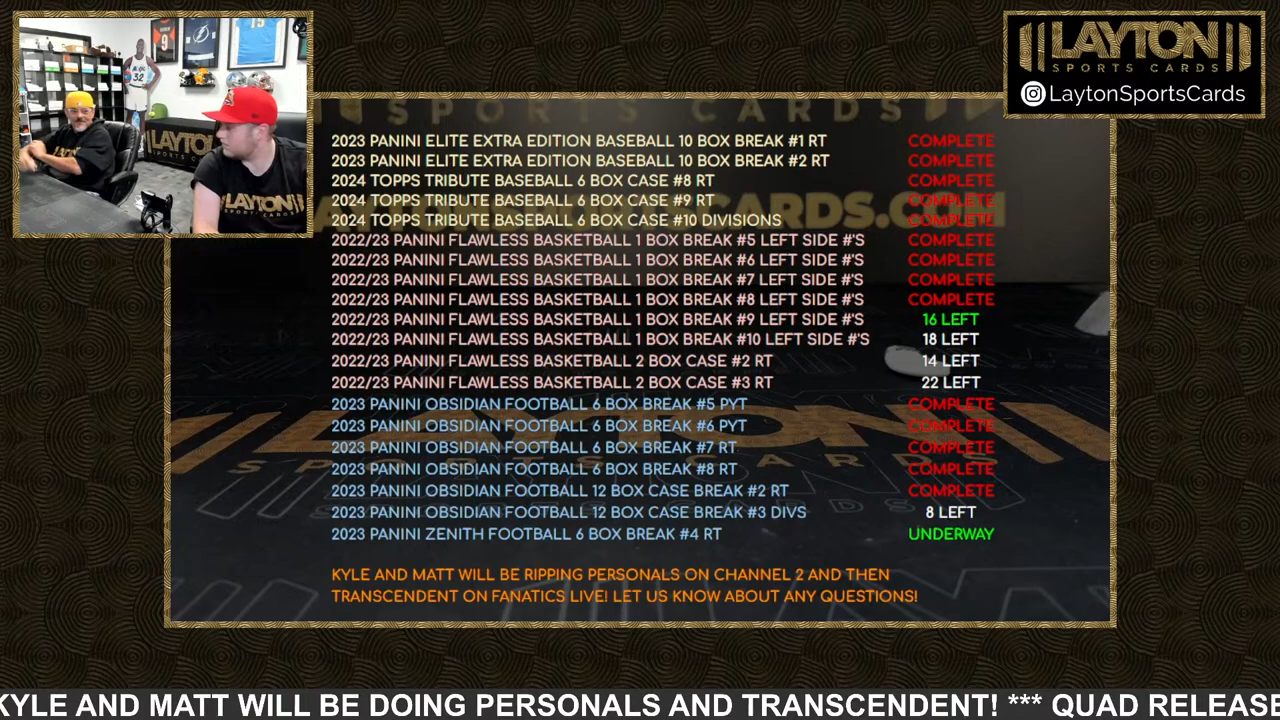 LAYTON
SPORTS CARDS
LaytonSportsCards
SPORTS CARDS
2023 PANINI ELITE EXTRA EDITION BASEBALL 10 BOX BREAK #1 RT COMPLETE
2023 PANINI ELITE EXTRA EDITION BASEBALL 10 BOX BREAK #2 RT COMPLETE
2024 TOPPS TRIBUTE BASEBALL 6 BOX CASE #8 RT COMPLETE
2024 TOPPS TRIBUTE BASEBALL 6 BOX CASE #9 RT COMPLETE
2024 TOPPS TRIBUTE BASEBALL 6 BOX CASE #10 DIVISIONS COMPLETE
2022/23 PANINI FLAWLESS BASKETBALL 1 BOX BREAK #5 LEFT SIDE #'S COMPLETE
2022/23 PANINI FLAWLESS BASKETBALL 1 BOX BREAK #6 LEFT SIDE #'S COMPLETE
2022/23 PANINI FLAWLESS BASKETBALL 1 BOX BREAK #7 LEFT SIDE #'S COMPLETE
2022/23 PANINI FLAWLESS BASKETBALL 1 BOX BREAK #8 LEFT SIDE #'S COMPLETE
2022/23 PANINI FLAWLESS BASKETBALL 1 BOX BREAK #9 LEFT SIDE #'S 16 LEFT
2022/23 PANINI FLAWLESS BASKETBALL 1 BOX BREAK #10 LEFT SIDE #'S 18 LEFT
2022/23 PANINI FLAWLESS BASKETBALL 2 BOX CASE #2 RT 14 LEFT
2022/23 PANINI FLAWLESS BASKETBALL 2 BOX CASE #3 RT 22 LEFT
2023 PANINI OBSIDIAN FOOTBALL 6 BOX BREAK #5 PYT COMPLETE
2023 PANINI OBSIDIAN FOOTBALL 6 BOX BREAK #6 PYT COMPLETE
2023 PANINI OBSIDIAN FOOTBALL 6 BOX BREAK #7 RT COMPLETE
2023 PANINI OBSIDIAN FOOTBALL 6 BOX BREAK #8 RT COMPLETE
2023 PANINI OBSIDIAN FOOTBALL 12 BOX CASE BREAK #2 RT COMPLETE
2023 PANINI OBSIDIAN FOOTBALL 12 BOX CASE BREAK #3 DIVS 8 LEFT
2023 PANINI ZENITH FOOTBALL 6 BOX BREAK #4 RT UNDERWAY
KYLE AND MATT WILL BE RIPPING PERSONALS ON CHANNEL 2 AND THEN
TRANSCENDENT ON FANATICS LIVE! LET US KNOW ABOUT ANY QUESTIONS!
KYLE AND MATT WILL BE DOING PERSONALS AND TRANSCENDENT! *** QUAD RELEASE